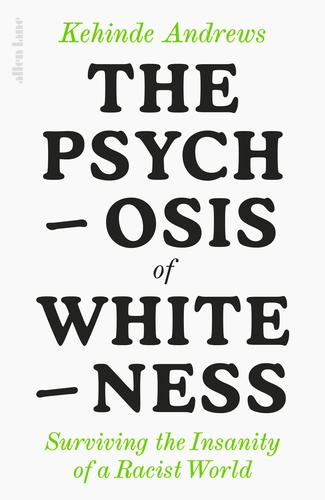 Kehinde Andrews
allen lane
THE
PSYCH
– OSIS
of
WHITE
– NESS
Surviving the Insanity
of a Racist World